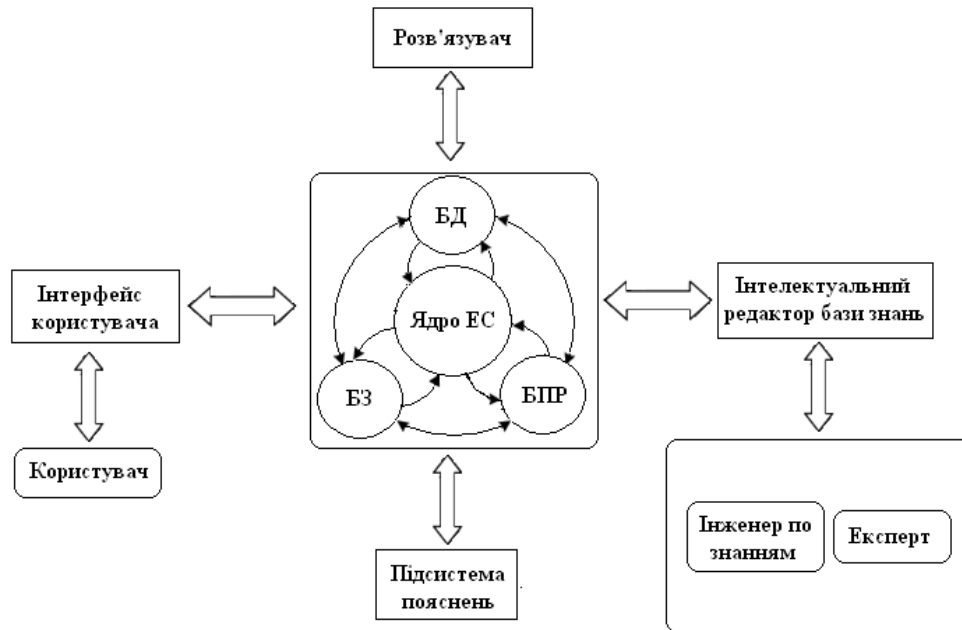 Розв'язувач
БД
Інтерфейс
користувача
Ядро ЕС
Інтелектуальний
редактор бази знань
БЗ
БПР
Користувач
Інженер по
знанням
Експерт
Підсистема
пояснень